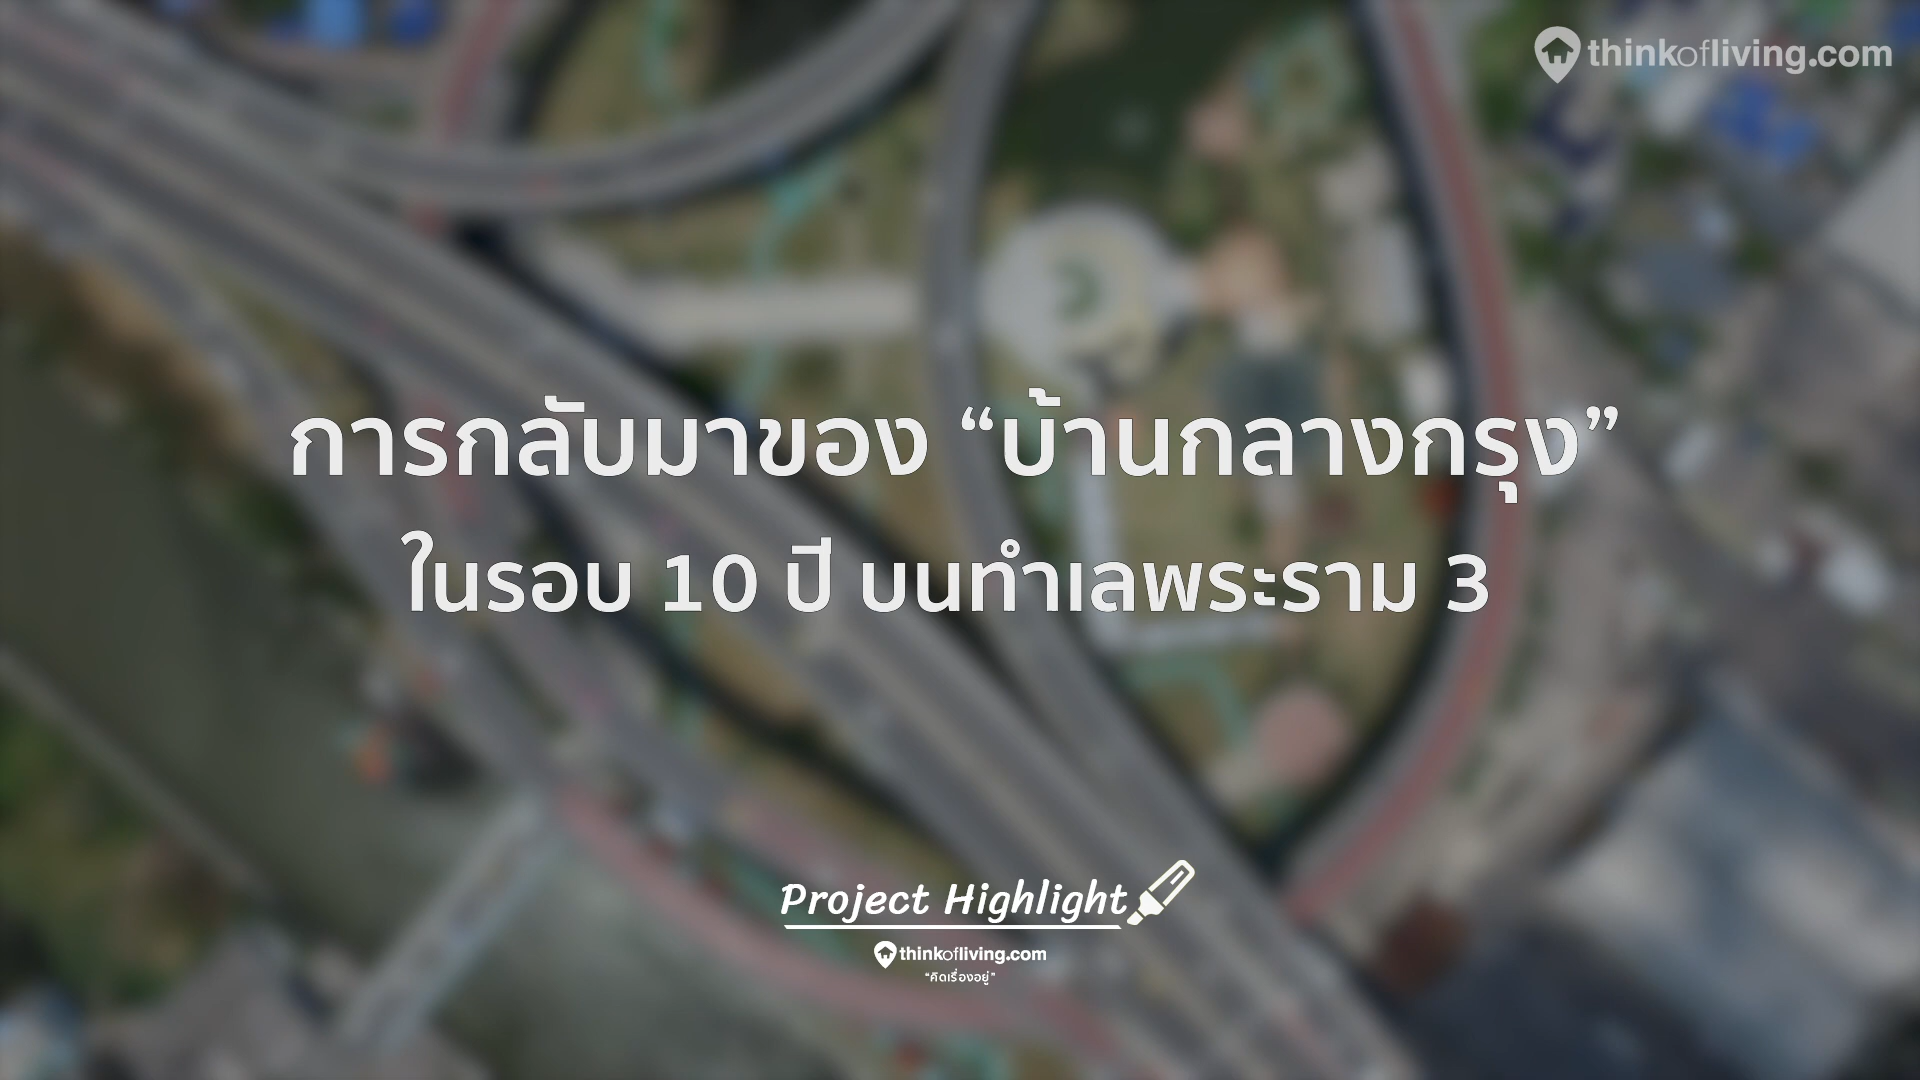 thinkofliving.com
การกลับมาของ “บ้านกลางกรุง”
ในรอบ 10 ปี บนทำเลพระราม 3
Project Highlight
thinkofliving.com
“คิดเรื่องอยู่”